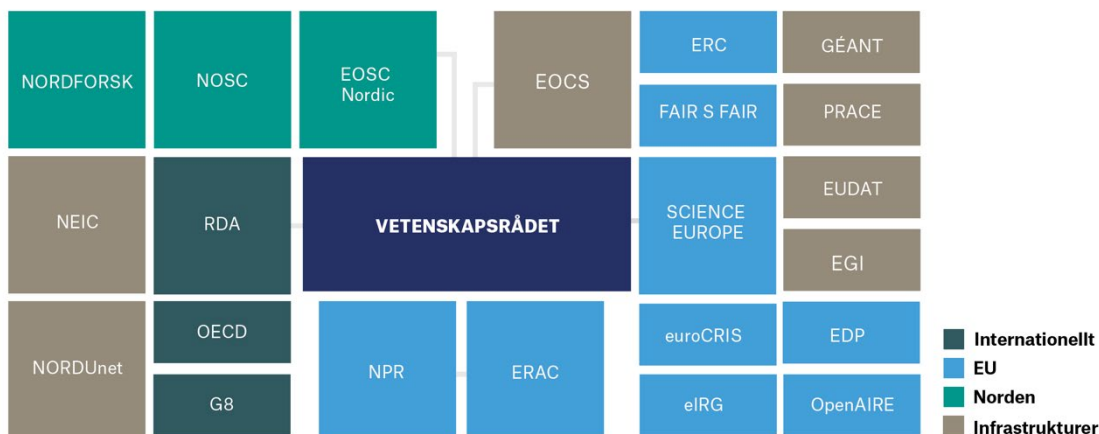 NORDFORSK
NOSC
EOSC
Nordic
EOCS
ERC
GÉANT
FAIR S FAIR
PRACE
NEIC
RDA
VETENSKAPSRÅDET
SCIENCE
EUROPE
EUDAT
EGI
NORDUnet
OECD
G8
NPR
ERAC
euroCRIS
EDP
eIRG
OpenAIRE
Internationellt
EU
Norden
Infrastrukturer